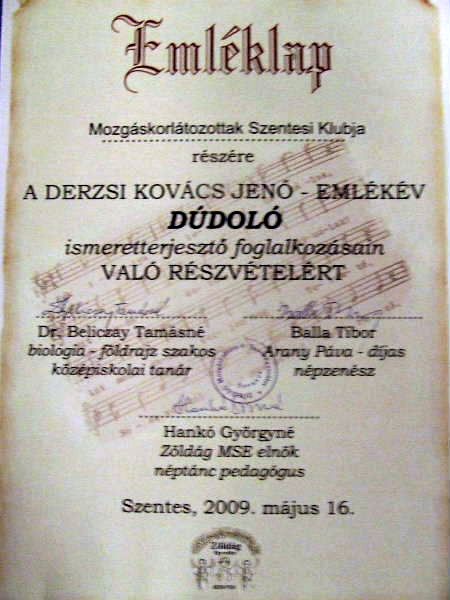 Emléklap
Mozgáskorlátozottak Szentesi Klubja
részére
A DERZSI KOVÁCS JENŐ - EMLÉKÉV
DÚDOLÓ
ismeretterjesztő foglalkozásain
VALÓ RÉSZVÉTELÉRT
Dr. Beliczay Tamásné
biológia - földrajz szakos
középiskolai tanár
Balla Tibor
Arany Páva - díjas
népzenész
Hankó Györgyné
Zöldág MSE elnök
néptánc pedagógus
Szentes, 2009. május 16.
Zöldág